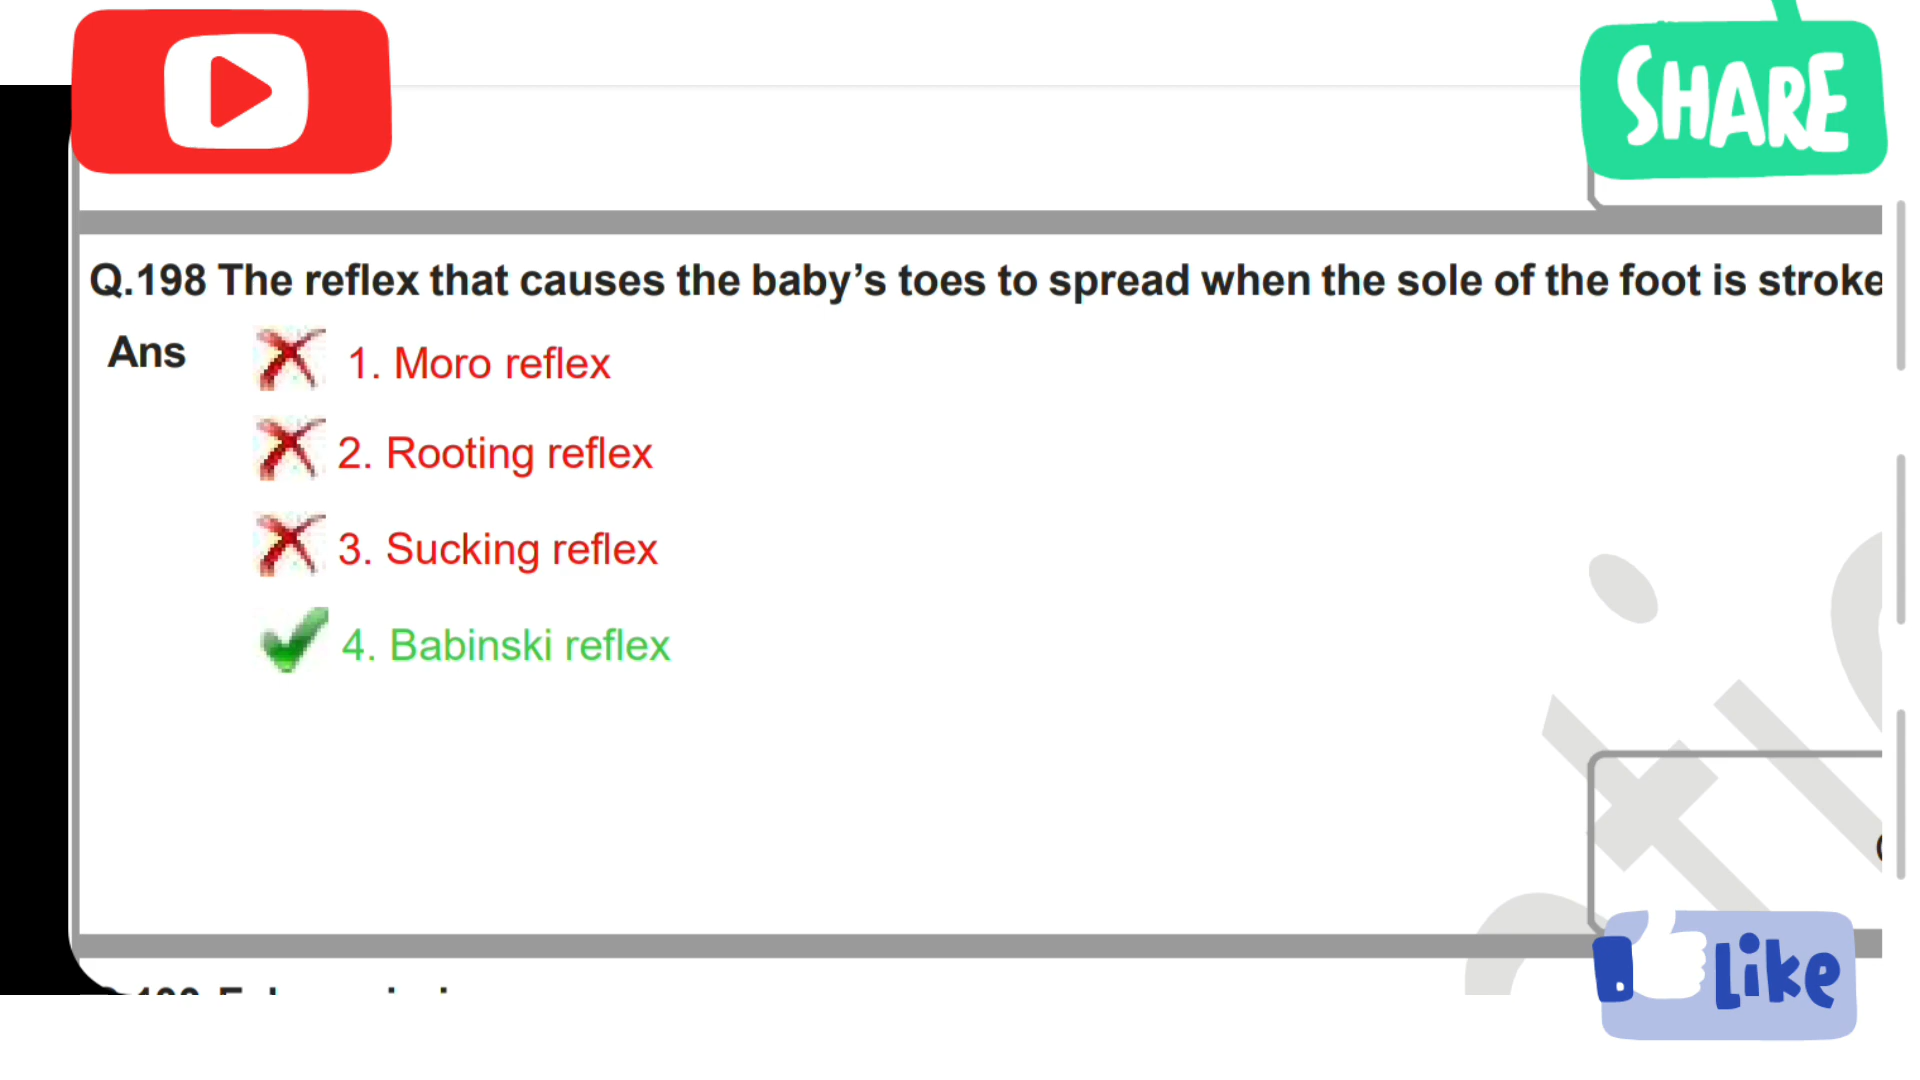 SHARE
Q.198 The reflex that causes the baby’s toes to spread when the sole of the foot is stroke
Ans
1. Moro reflex
2. Rooting reflex
3. Sucking reflex
4. Babinski reflex
Like